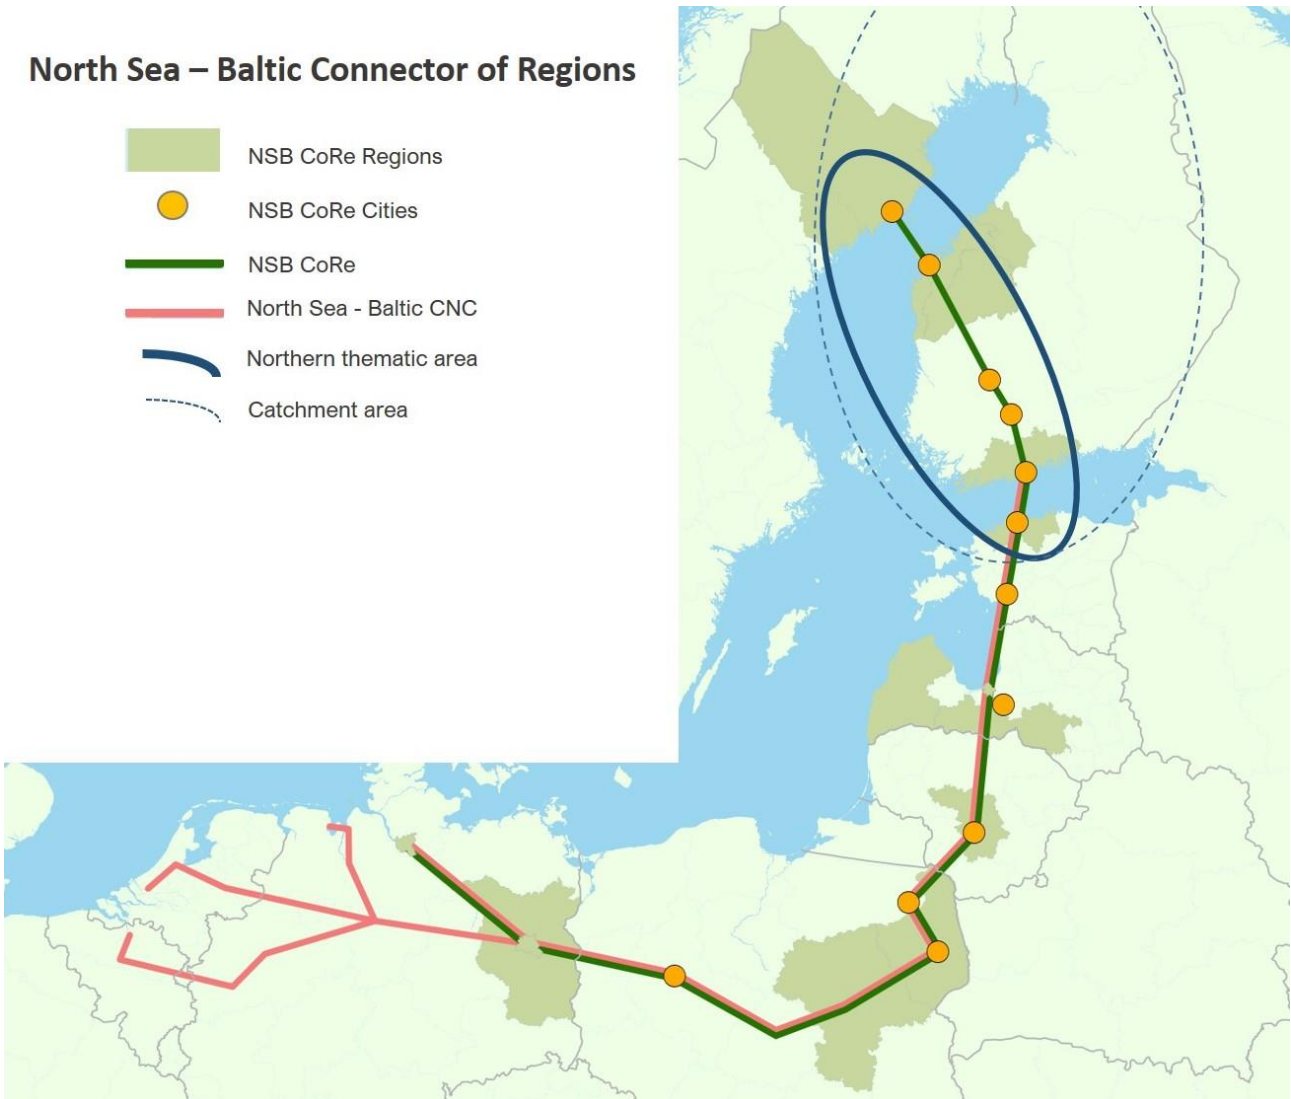 North Sea – Baltic Connector of Regions
NSB CoRe Regions
NSB CoRe Cities
NSB CoRe
North Sea - Baltic CNC
Northern thematic area
Catchment area